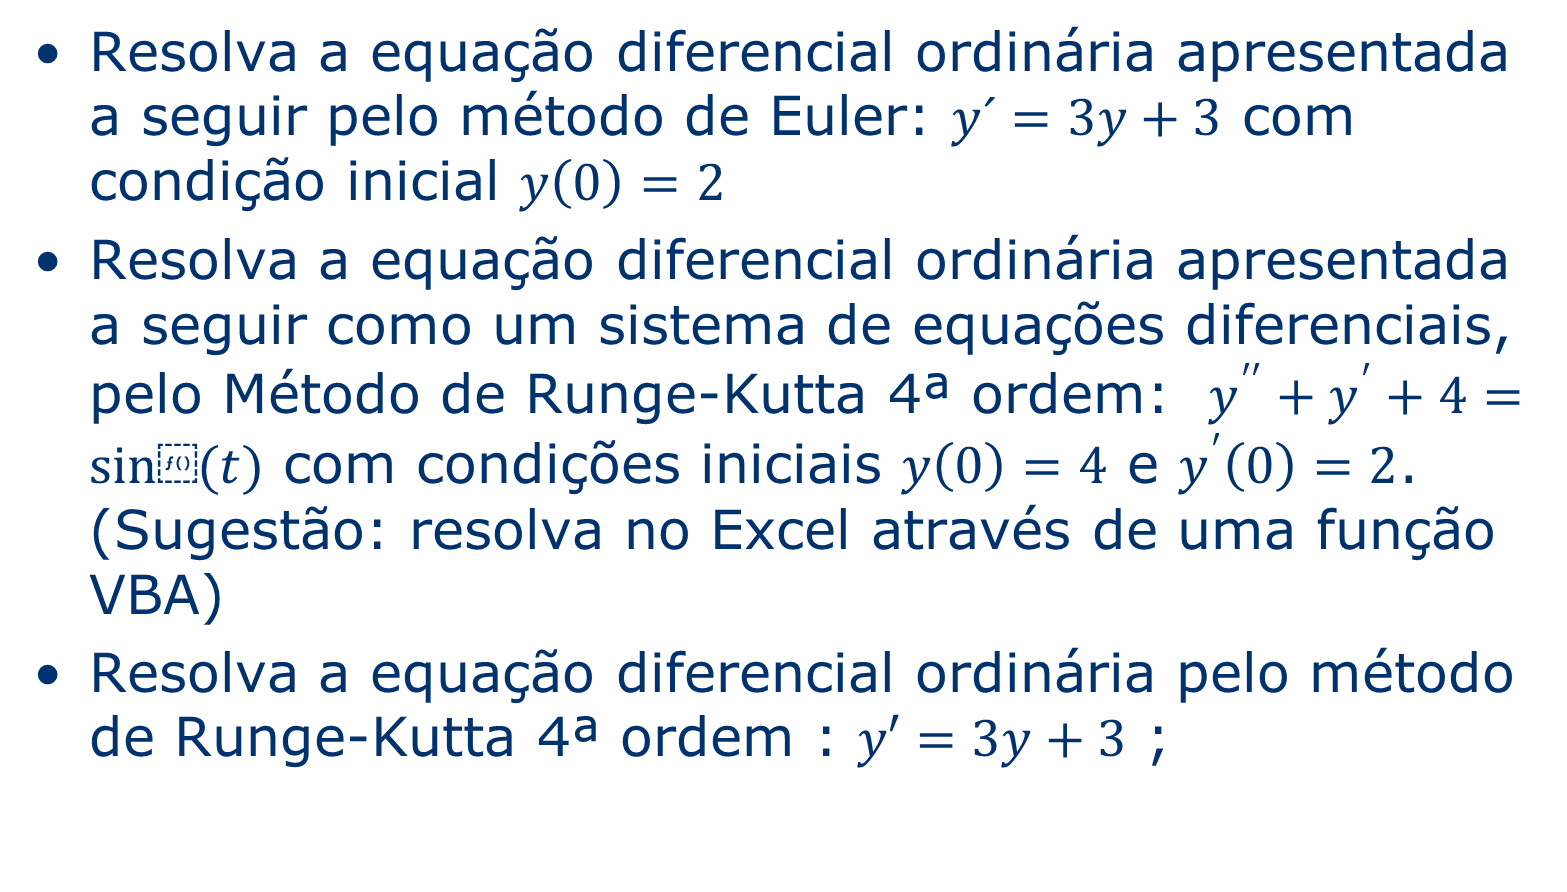 • Resolva a equação diferencial ordinária apresentada
a seguir pelo método de Euler: y´ = 3y + 3 com
condição inicial y(0) = 2
• Resolva a equação diferencial ordinária apresentada
a seguir como um sistema de equações diferenciais,
pelo Método de Runge-Kutta 4ª ordem: y′′ + y′ + 4 =
sin f()(t) com condições iniciais y(0) = 4 e y′(0) = 2.
(Sugestão: resolva no Excel através de uma função
VBA)
• Resolva a equação diferencial ordinária pelo método
de Runge-Kutta 4ª ordem : y′ = 3y + 3 ;